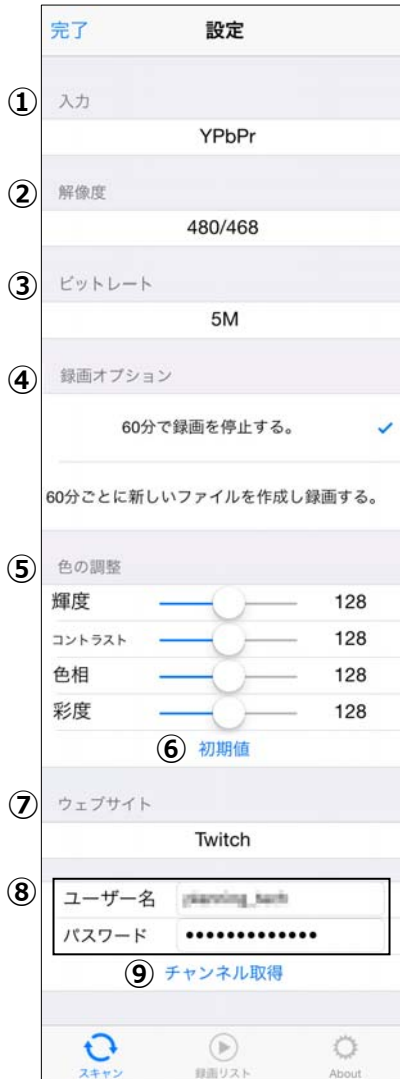 完了 設定
① 入力
YPbPr
② 解像度
480/468
③ ビットレート
5M
④ 録画オプション
60分で録画を停止する。
60分ごとに新しいファイルを作成し録画する。
⑤ 色の調整
輝度 128
コントラスト 128
色相 128
彩度 128
⑥ 初期値
⑦ ウェブサイト
Twitch
⑧ ユーザー名
パスワード •••••••••••••
⑨ チャンネル取得
スキャン 録画リスト About